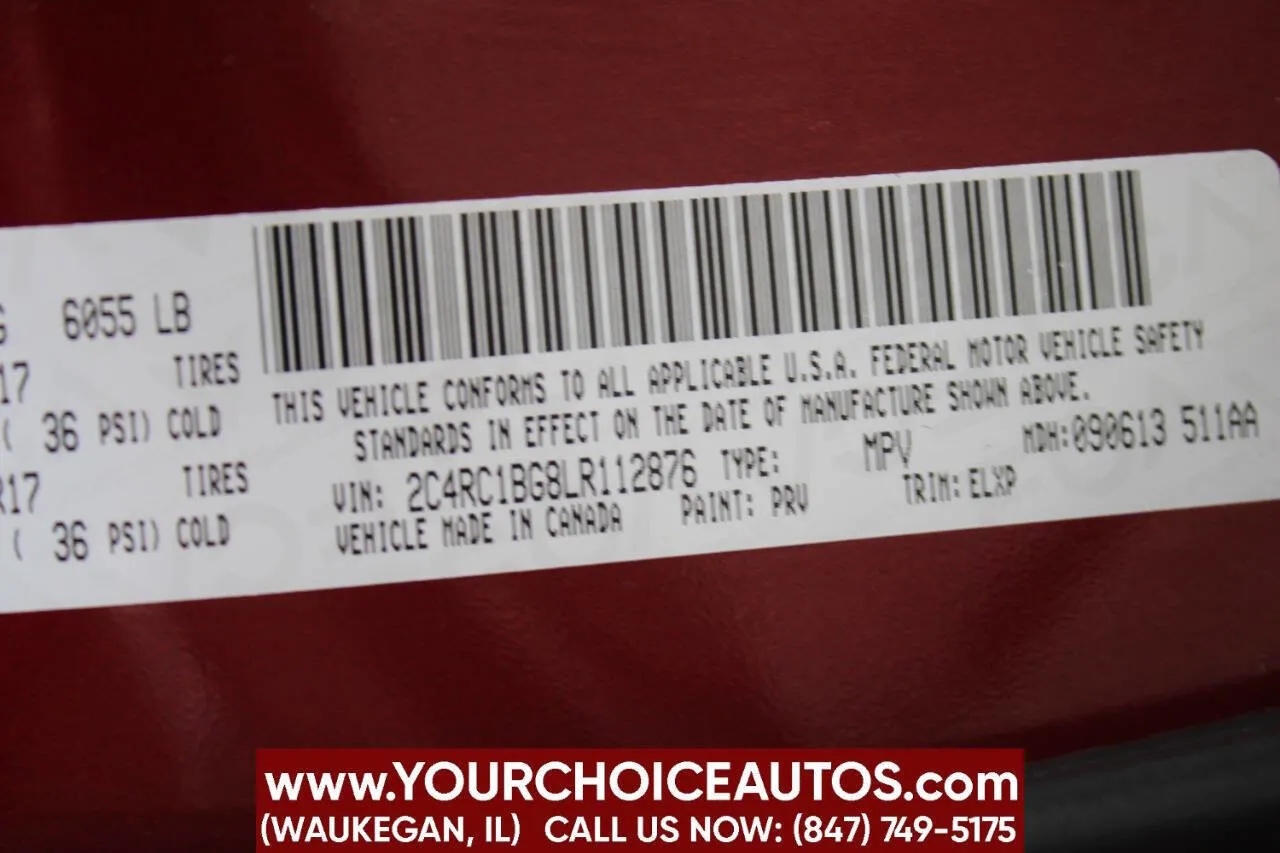 G 6055 LB
R17 TIRES
( 36 PSI) COLD
R17 TIRES
( 36 PSI) COLD
THIS VEHICLE CONFORMS TO ALL APPLICABLE U.S.A. FEDERAL MOTOR VEHICLE SAFETY
STANDARDS IN EFFECT ON THE DATE OF MANUFACTURE SHOWN ABOVE.
VIN: 2C4RC1BG8LR112876 TYPE: MPV MDH:090613 511AA
VEHICLE MADE IN CANADA PAINT: PRV TRIM: ELXP
www.YOURCHOICEAUTOS.com
(WAUKEGAN, IL) CALL US NOW: (847) 749-5175